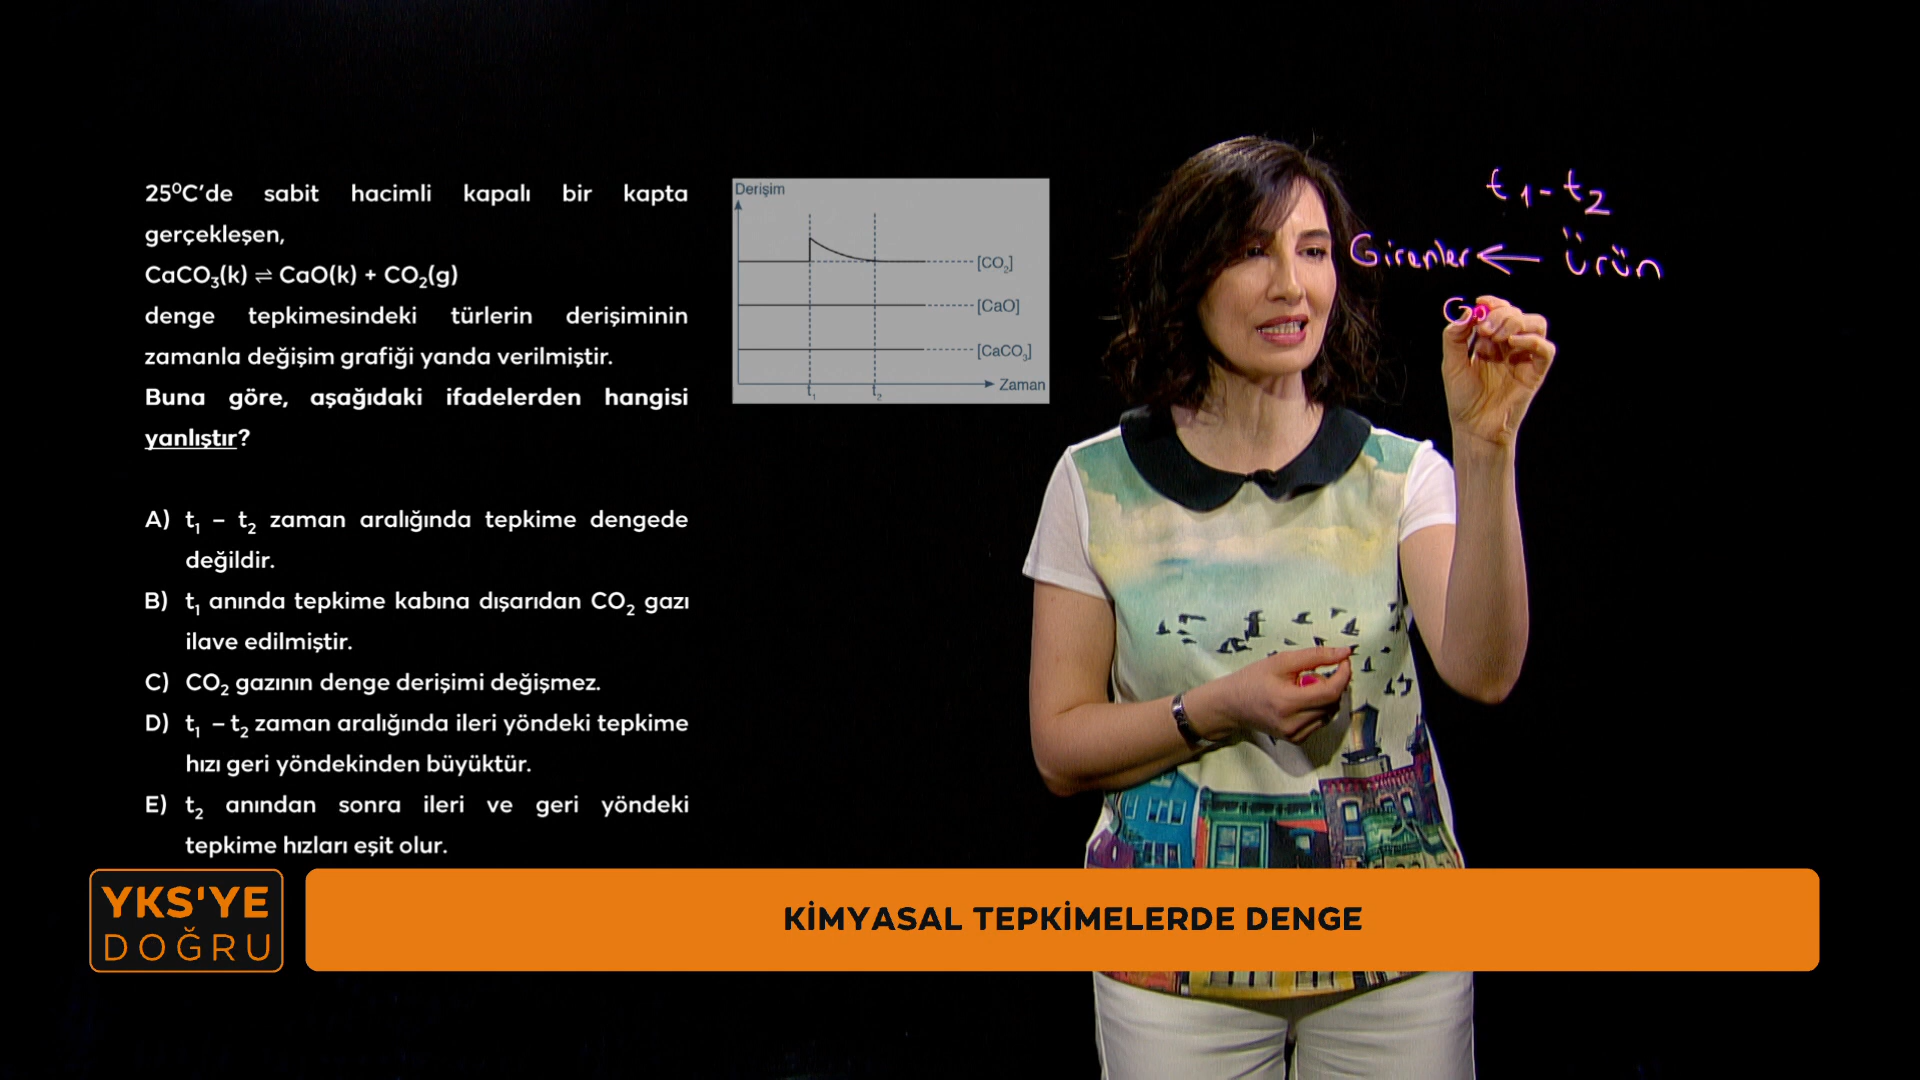 25⁰C'de sabit hacimli kapalı bir kapta
gerçekleşen,
CaCO₃(k) ⇌ CaO(k) + CO₂(g)
denge tepkimesindeki türlerin derişiminin
zamanla değişim grafiği yanda verilmiştir.
Buna göre, aşağıdaki ifadelerden hangisi
yanlıştır?
A) t₁ – t₂ zaman aralığında tepkime dengede
değildir.
B) t₁ anında tepkime kabına dışarıdan CO₂ gazı
ilave edilmiştir.
C) CO₂ gazının denge derişimi değişmez.
D) t₁ – t₂ zaman aralığında ileri yöndeki tepkime
hızı geri yöndekinden büyüktür.
E) t₂ anından sonra ileri ve geri yöndeki
tepkime hızları eşit olur.
Derişim
[CO₂]
[CaO]
[CaCO₃]
Zaman
t₁ t₂
t₁-t₂
Girenler ← Ürün
YKS'YE
DOĞRU
KİMYASAL TEPKİMELERDE DENGE